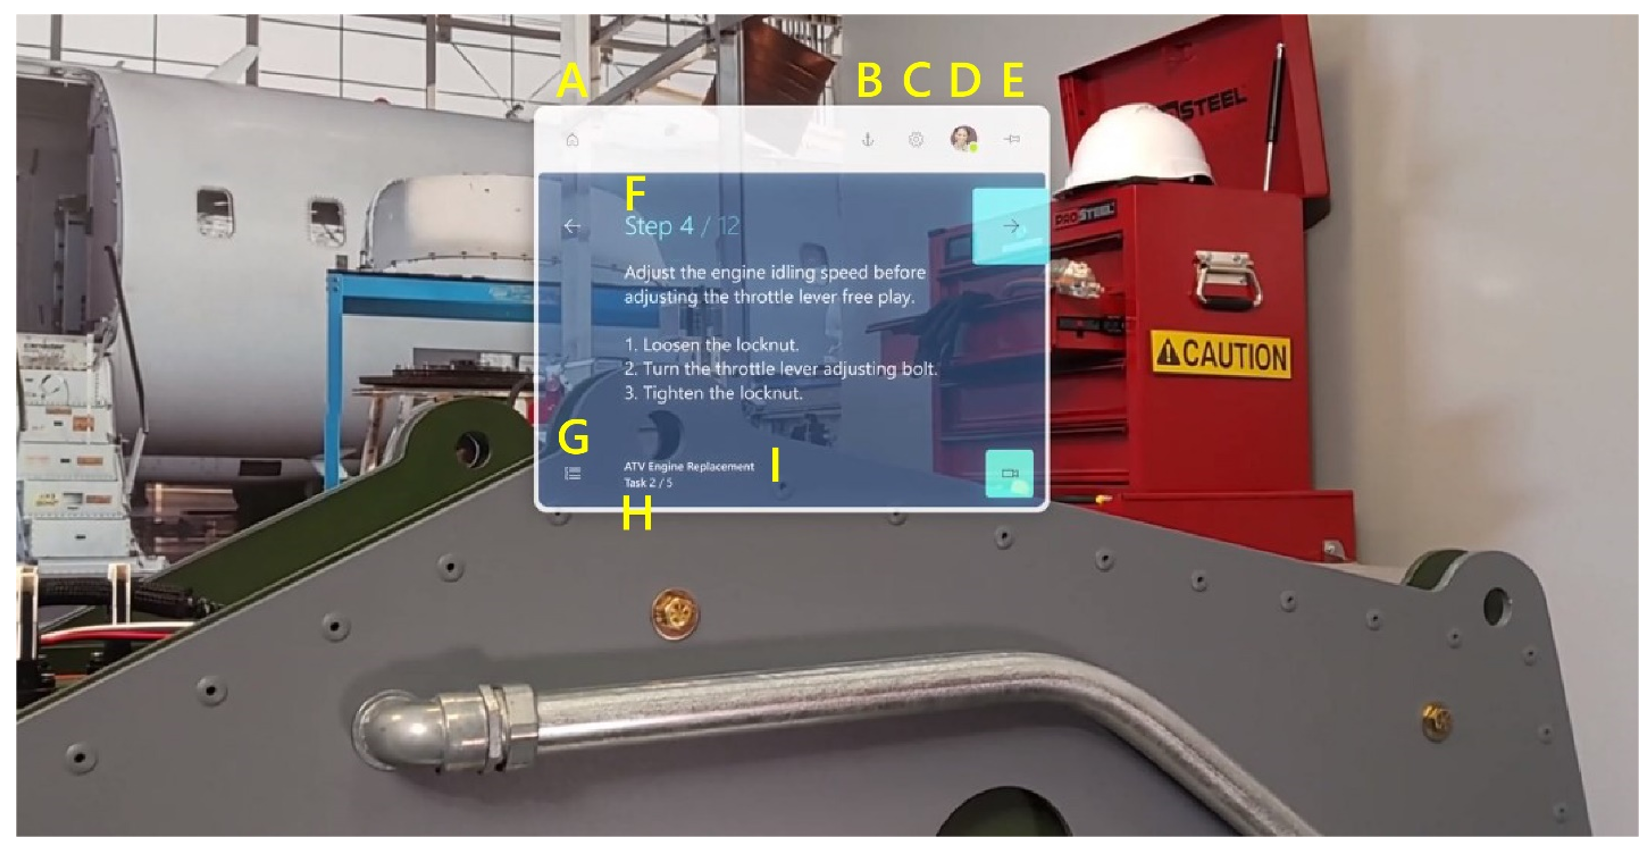 A
B C D E
STEEL
F
Step 4 / 12
PROSTEEL
Adjust the engine idling speed before
adjusting the throttle lever free play.
1. Loosen the locknut.
2. Turn the throttle lever adjusting bolt.
3. Tighten the locknut.
CAUTION
G
ATV Engine Replacement
Task 2 / 5
I
H